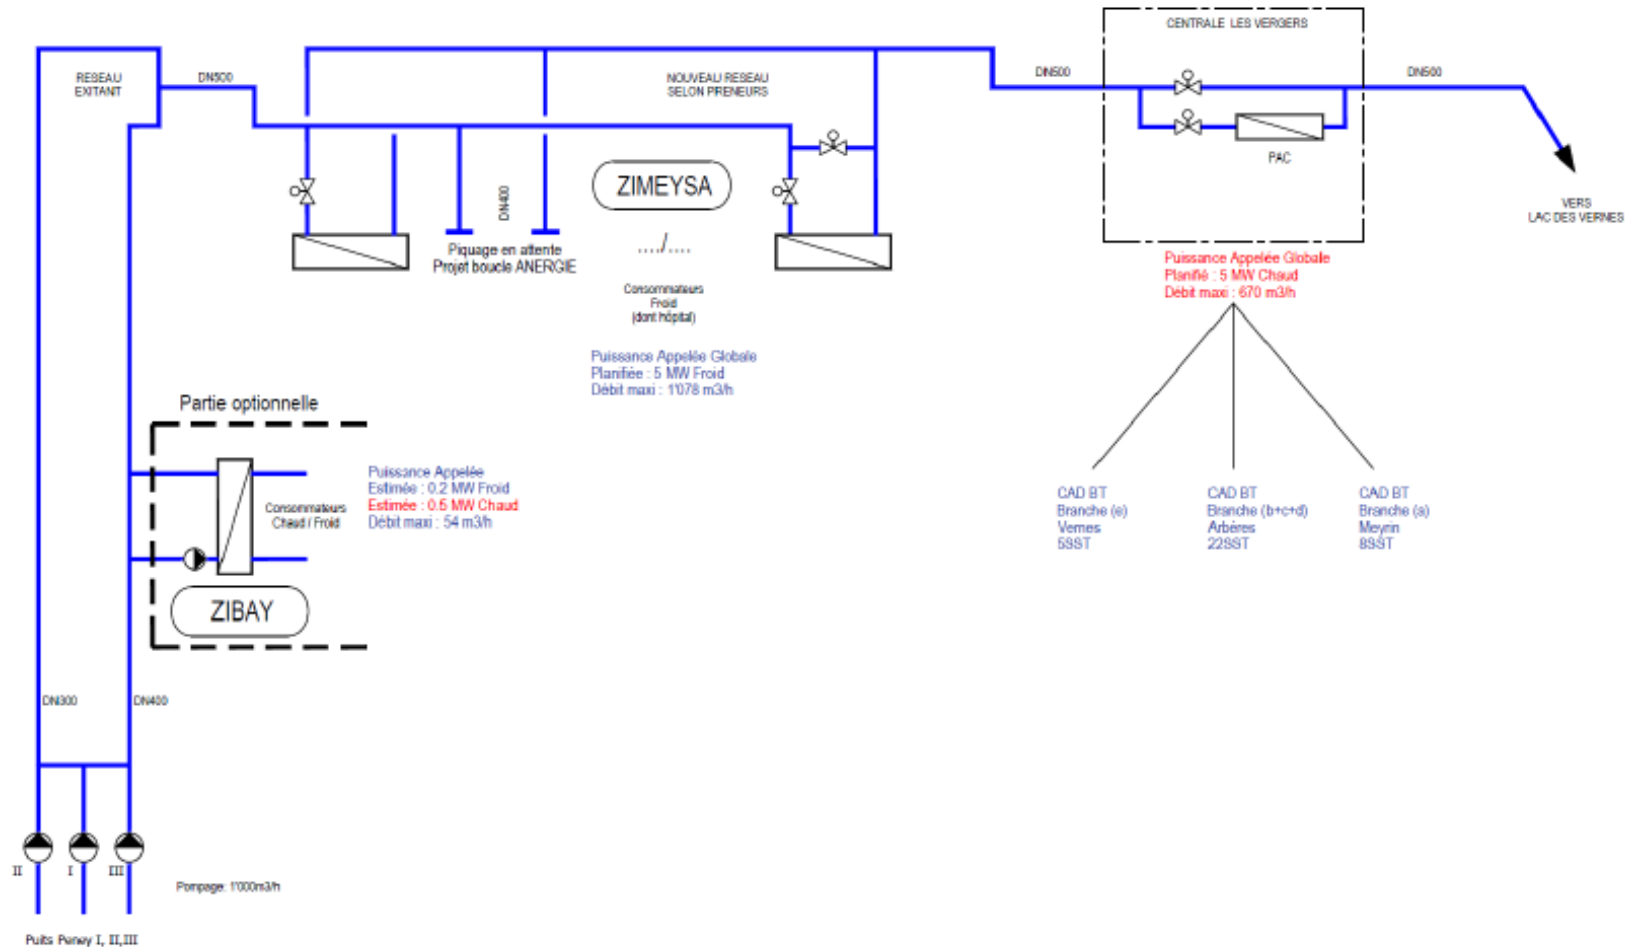 CENTRALE LES VERGERS
RESEAU
EXITANT
DN500
NOUVEAU RESEAU
SELON PRENEURS
DN500
DN500
PAC
ZIMEYSA
DN400
..../....
Piquage en attente
Projet boucle ANERGIE
Consommateurs
Froid
(dont hôpital)
Puissance Appelée Globale
Planifiée : 5 MW Froid
Débit maxi : 1'078 m3/h
VERS
LAC DES VERNES
Puissance Appelée Globale
Planifié : 5 MW Chaud
Débit maxi : 670 m3/h
Partie optionnelle
Consommateurs
Chaud / Froid
Puissance Appelée
Estimée : 0.2 MW Froid
Estimée : 0.5 MW Chaud
Débit maxi : 54 m3/h
ZIBAY
CAD BT
Branche (e)
Vernes
5SST
CAD BT
Branche (b+c+d)
Arbères
22SST
CAD BT
Branche (a)
Meyrin
8SST
DN300
DN400
II
I
III
Pompage: 1'000m3/h
Puits Peney I, II,III